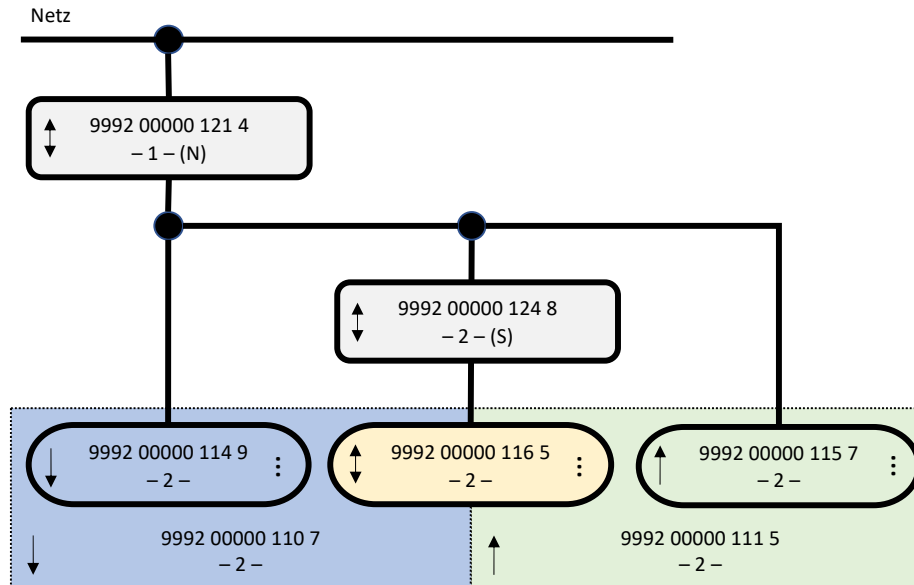 Netz
9992 00000 121 4
– 1 – (N)
9992 00000 124 8
– 2 – (S)
9992 00000 114 9
– 2 –
9992 00000 116 5
– 2 –
9992 00000 115 7
– 2 –
9992 00000 110 7
– 2 –
9992 00000 111 5
– 2 –